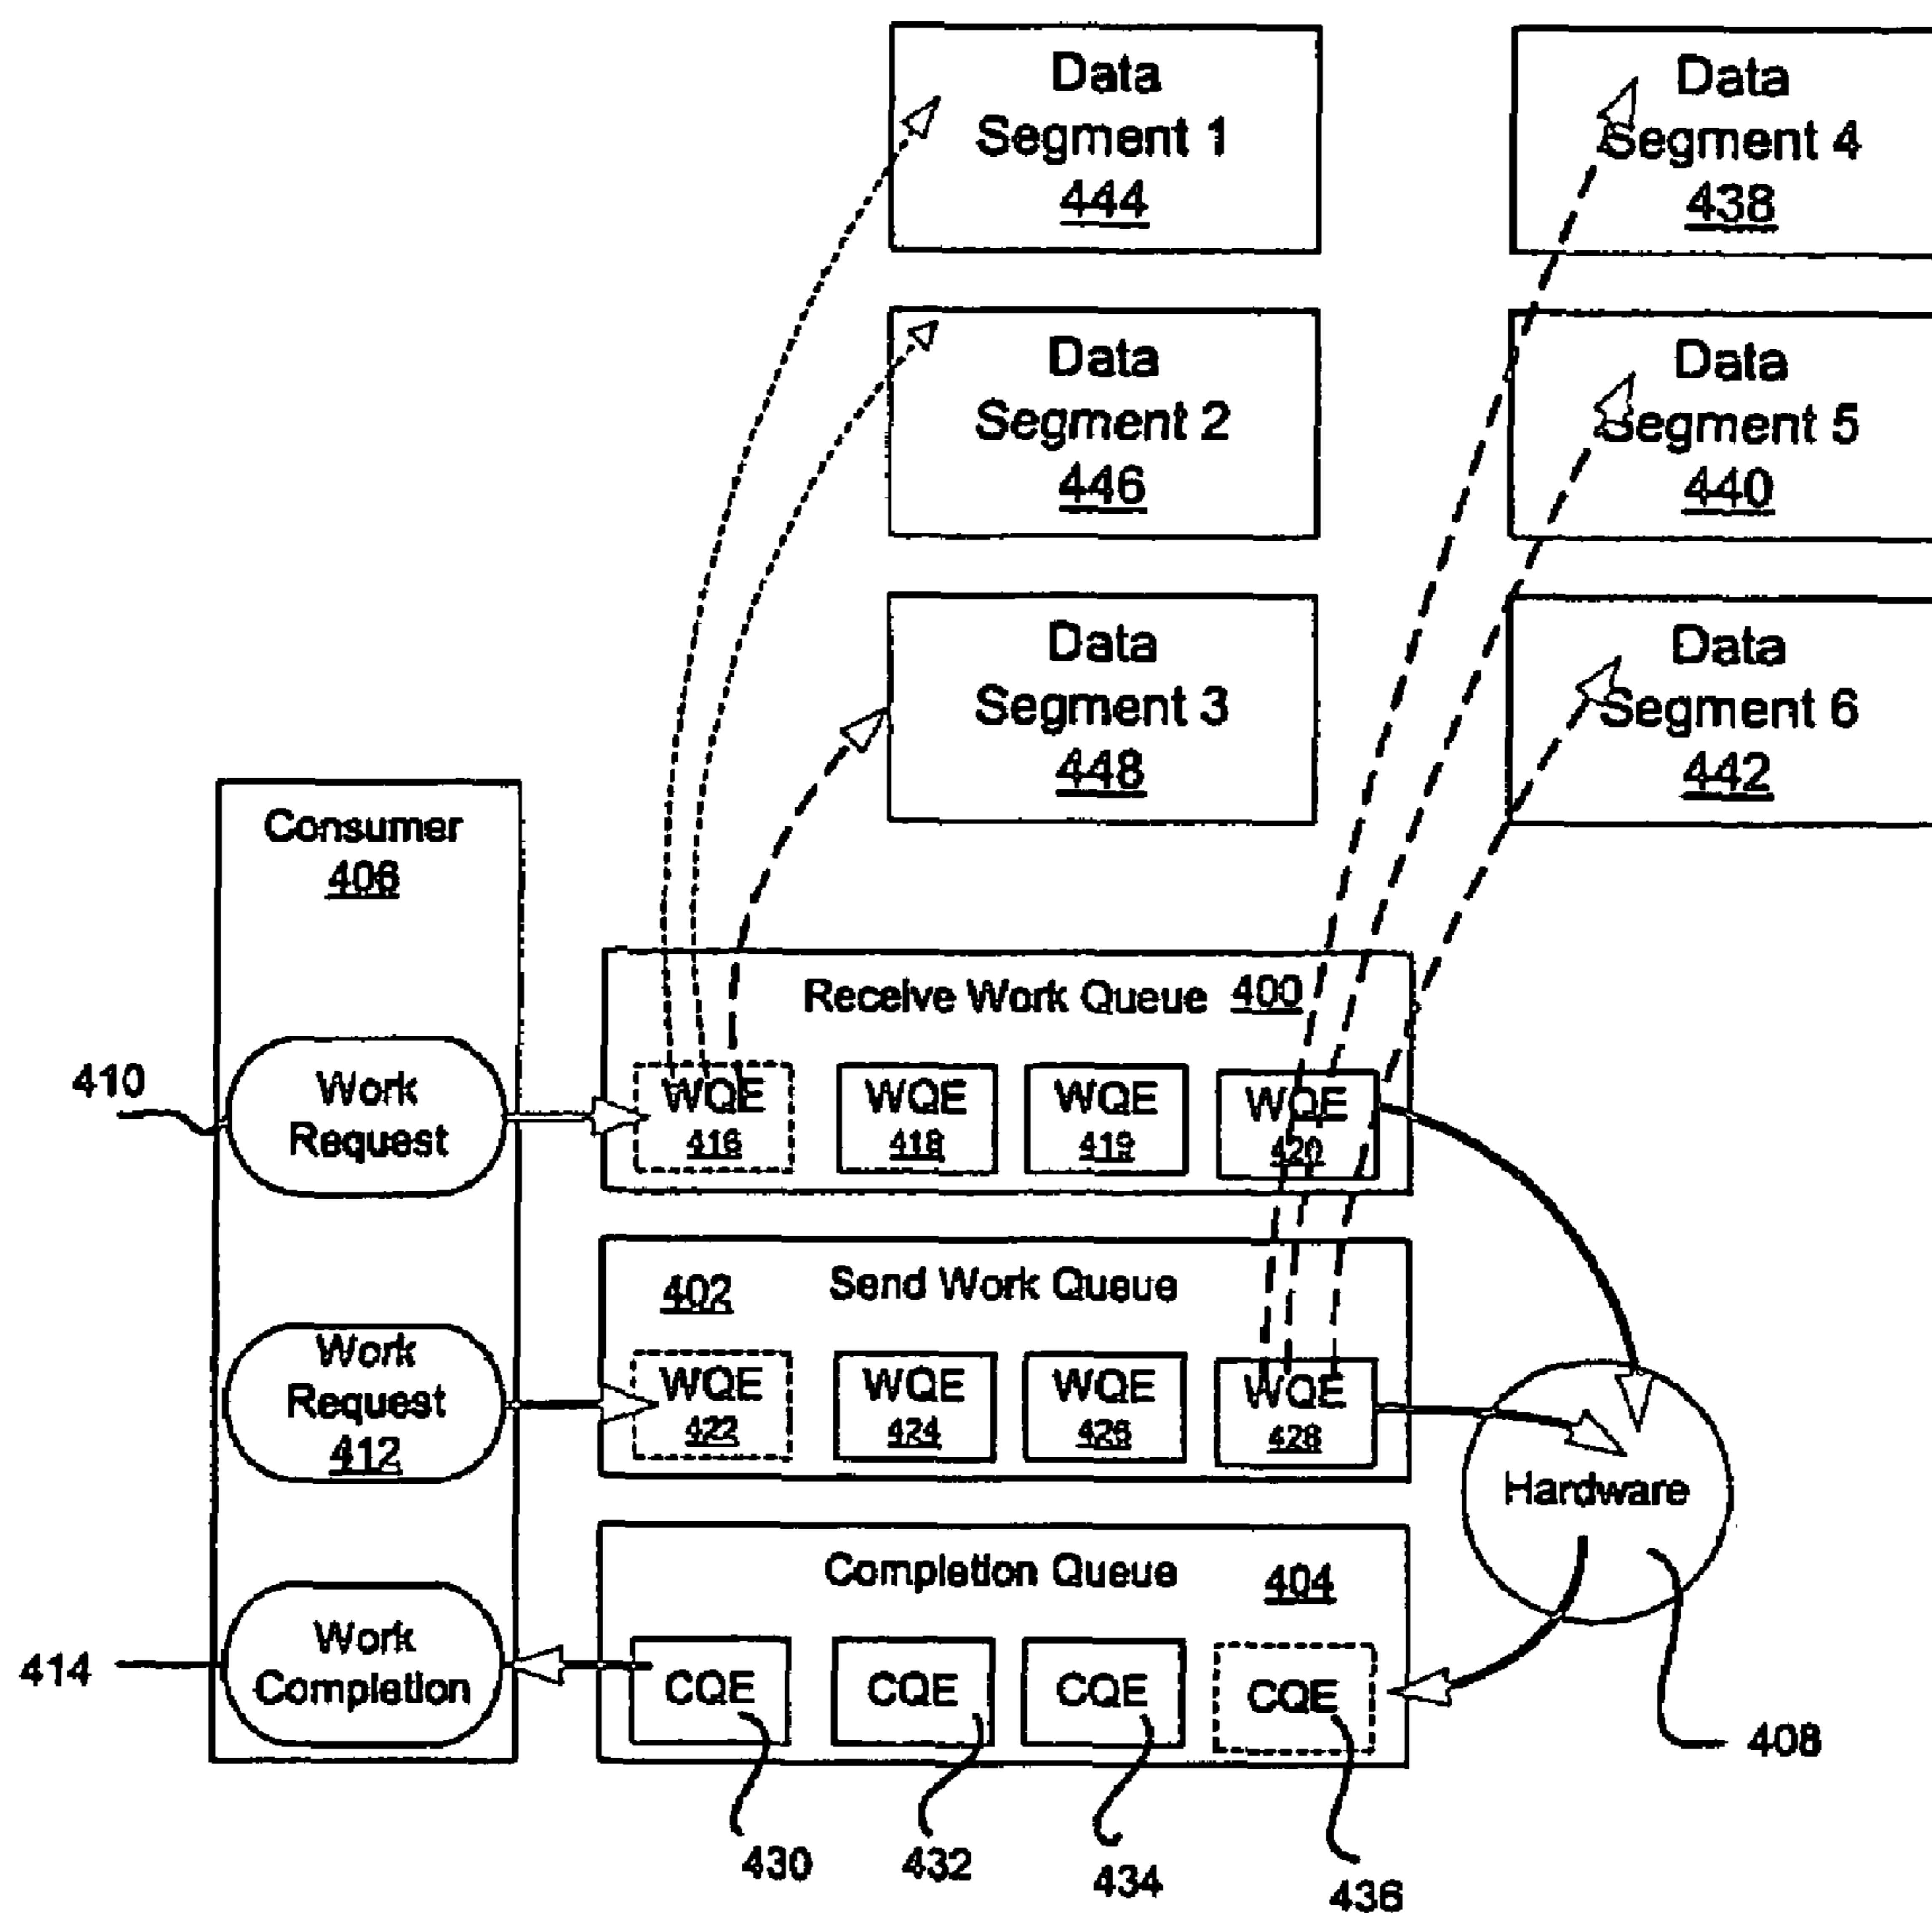 Data
Segment 1
444
Data
Segment 4
438
Data
Segment 2
446
Data
Segment 5
440
Data
Segment 3
448
Data
Segment 6
442
Consumer
406
Receive Work Queue 400
410
Work
Request
WQE
416
WQE
418
WQE
419
WQE
420
402 Send Work Queue
Work
Request
412
WQE
422
WQE
424
WQE
426
WQE
428
Hardware
Completion Queue 404
414
Work
Completion
CQE
CQE
CQE
CQE
408
430
432
434
436